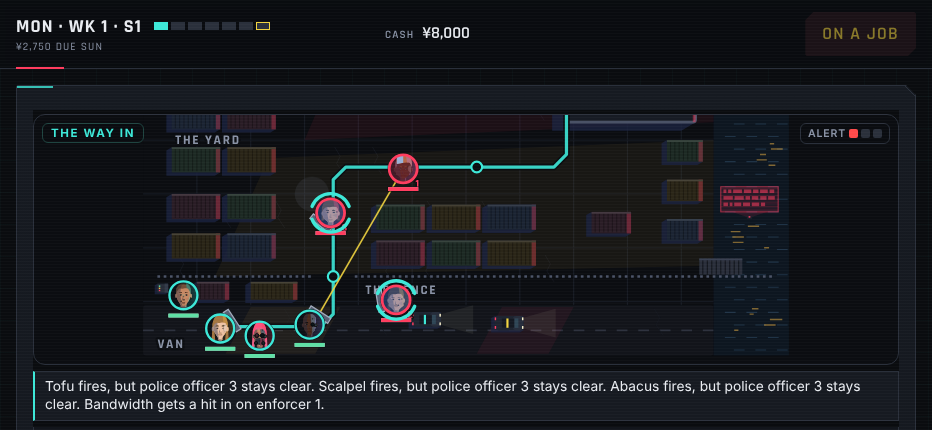 MON · WK 1 · S1
¥2,750 DUE SUN
CASH ¥8,000
ON A JOB
THE WAY IN
THE YARD
ALERT
VAN
Tofu fires, but police officer 3 stays clear. Scalpel fires, but police officer 3 stays clear. Abacus fires, but police officer 3 stays
clear. Bandwidth gets a hit in on enforcer 1.